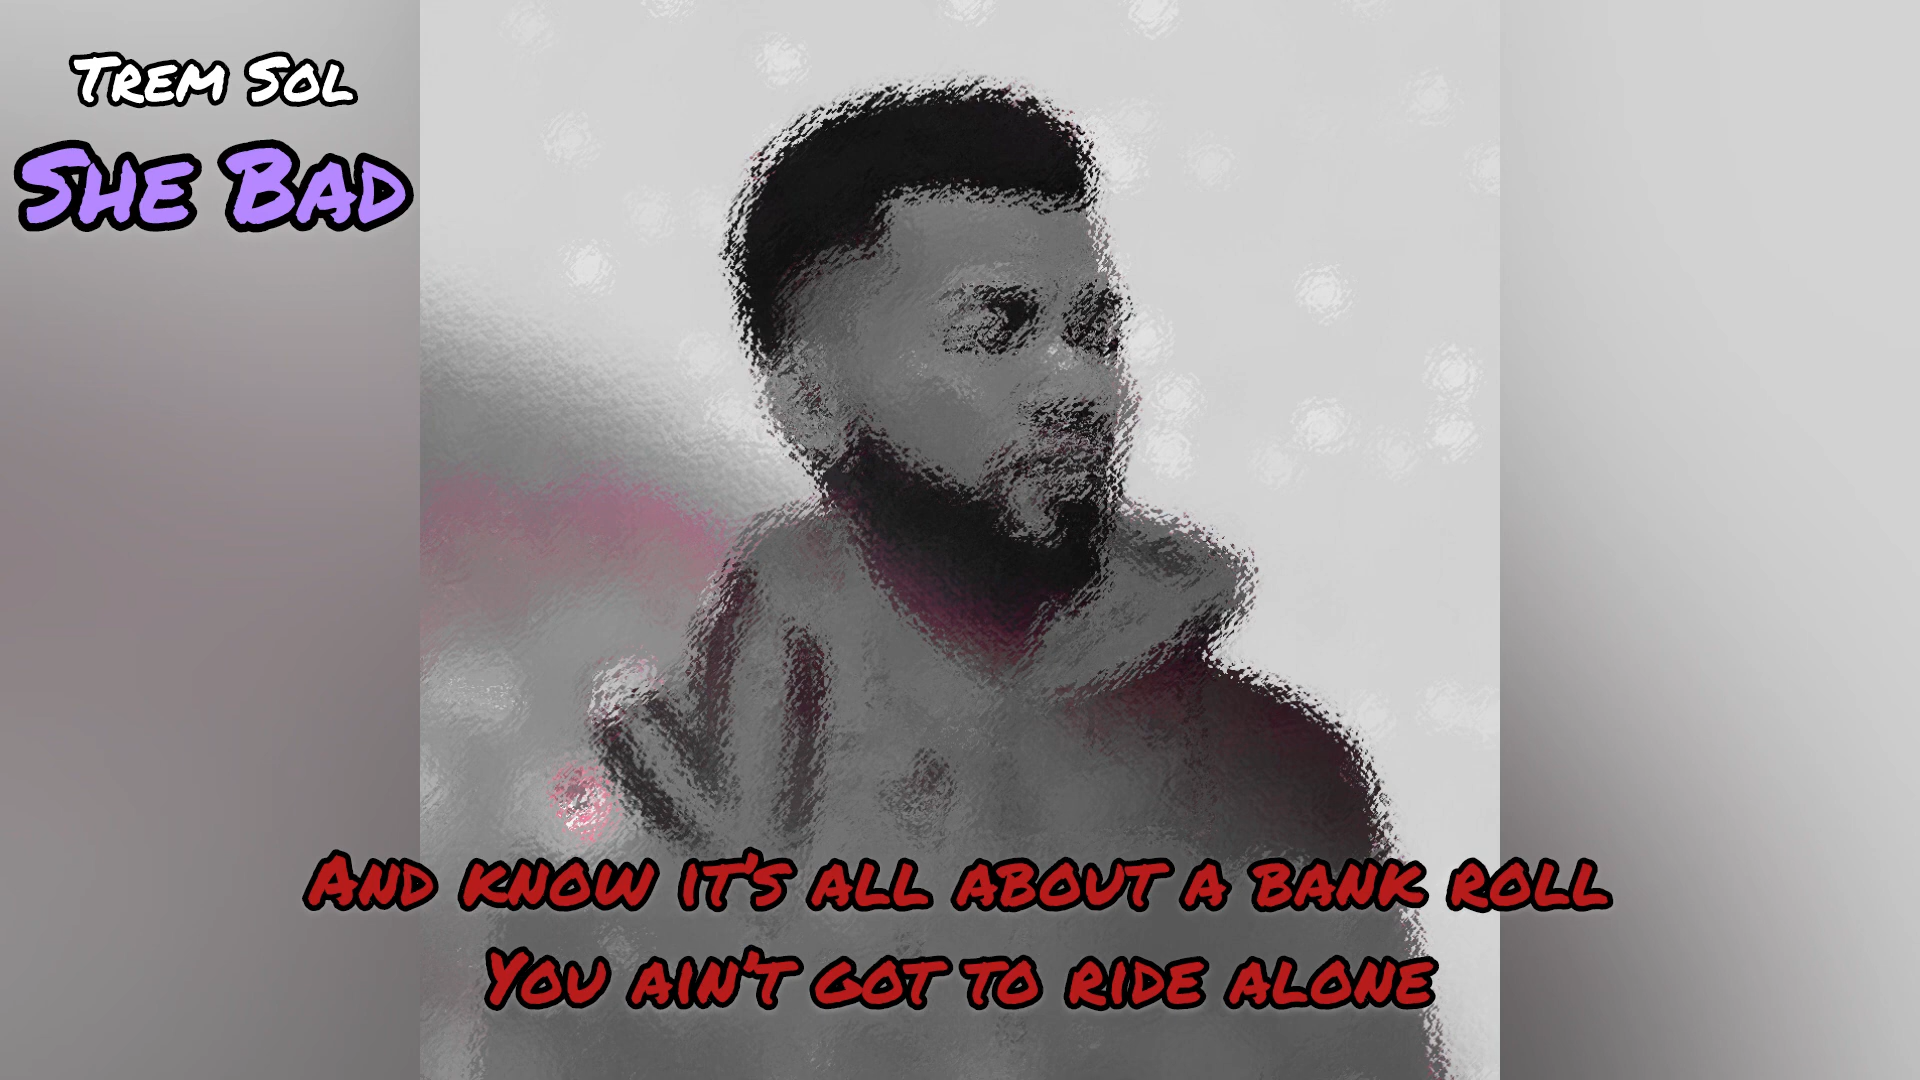 Trem Sol
She Bad
And know it's all about a bank roll
You ain't got to ride alone